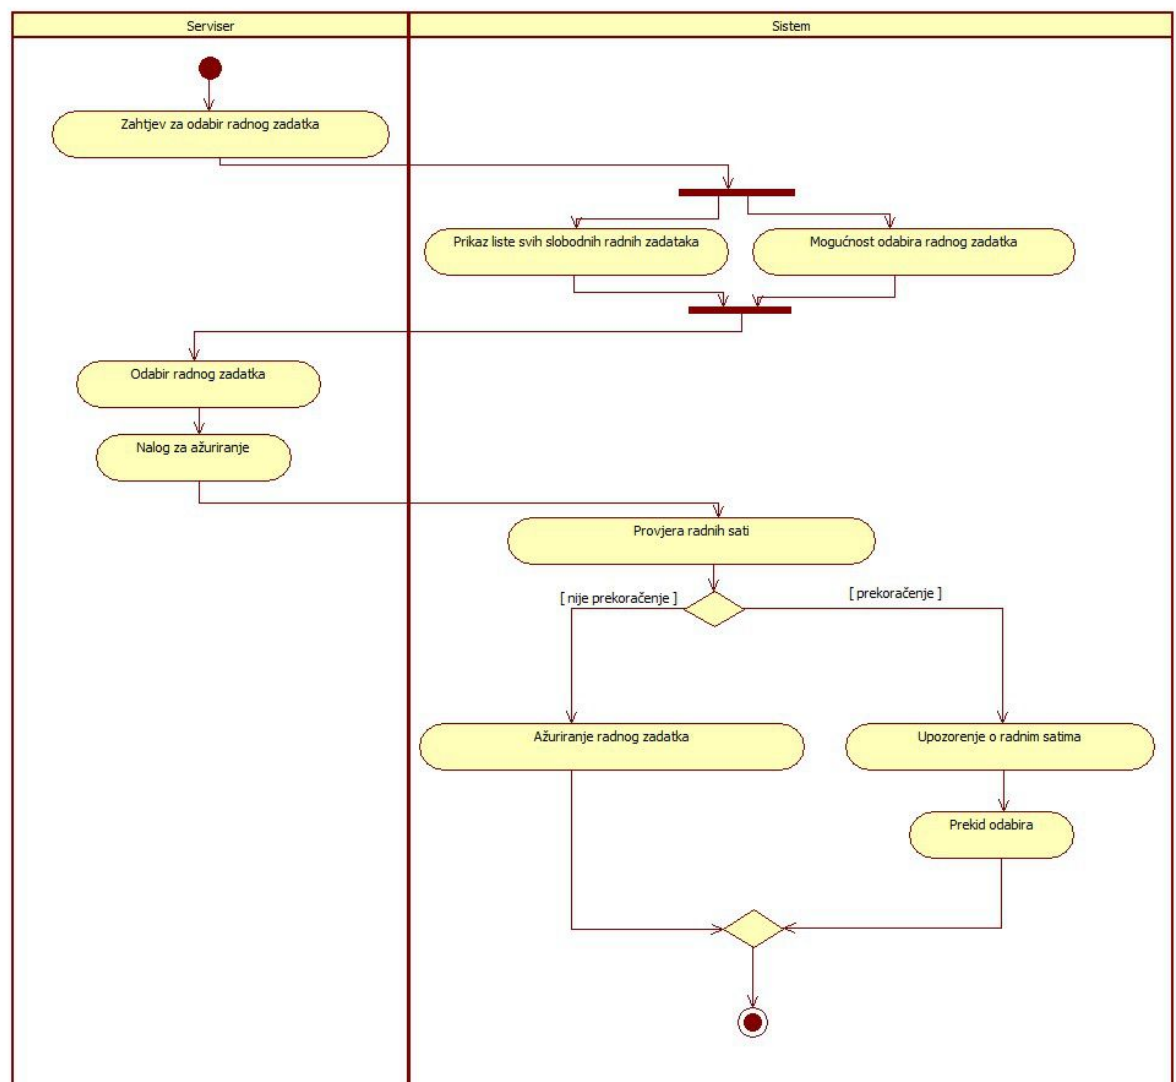 Serviser
Sistem
Zahtjev za odabir radnog zadatka
Prikaz liste svih slobodnih radnih zadataka
Mogućnost odabira radnog zadatka
Odabir radnog zadatka
Nalog za ažuriranje
Provjera radnih sati
[ nije prekoračenje ]
[ prekoračenje ]
Ažuriranje radnog zadatka
Upozorenje o radnim satima
Prekid odabira